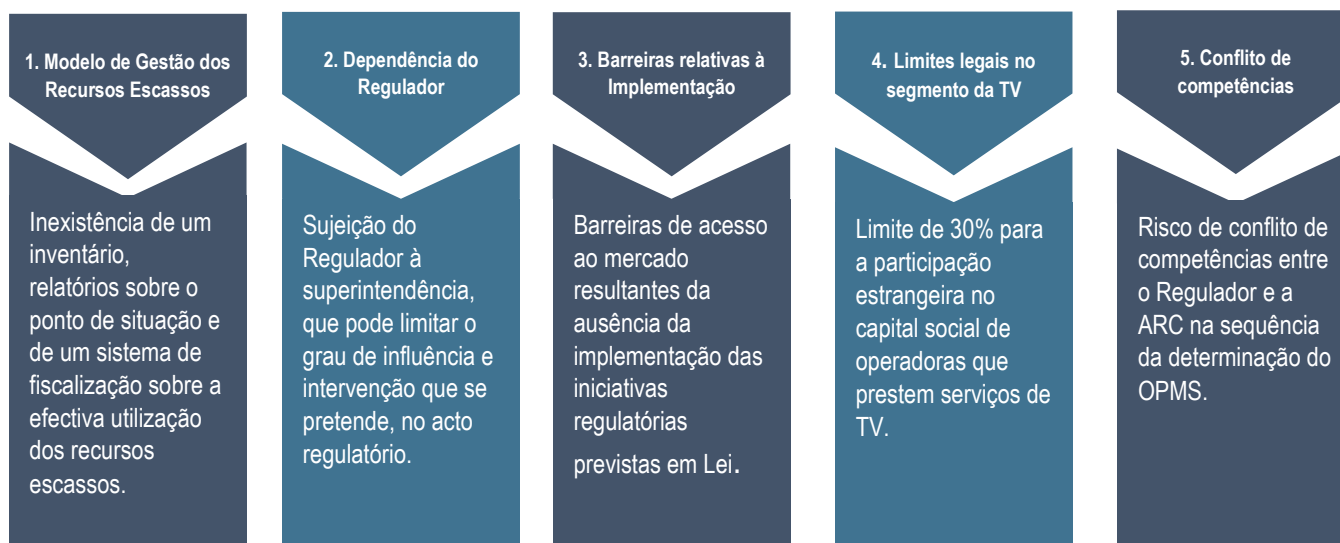 1. Modelo de Gestão dos
Recursos Escassos
Inexistência de um
inventário,
relatórios sobre o
ponto de situação e
de um sistema de
fiscalização sobre a
efectiva utilização
dos recursos
escassos.
2. Dependência do
Regulador
Sujeição do
Regulador à
superintendência,
que pode limitar o
grau de influência e
intervenção que se
pretende, no acto
regulatório.
3. Barreiras relativas à
Implementação
Barreiras de acesso
ao mercado
resultantes da
ausência da
implementação das
iniciativas
regulatórias
previstas em Lei.
4. Limites legais no
segmento da TV
Limite de 30% para
a participação
estrangeira no
capital social de
operadoras que
prestem serviços de
TV.
5. Conflito de
competências
Risco de conflito de
competências entre
o Regulador e a
ARC na sequência
da determinação do
OPMS.